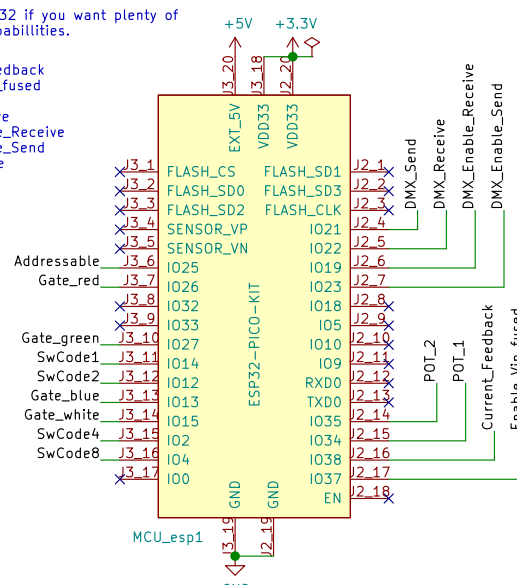 32 if you want plenty of
pabillities.
edback
_fused
e_Receive
e_Send
+5V
+3.3V
J3_20
J3_18
J2_20
EXT_5V
VDD33
VDD33
J3_1 FLASH_CS FLASH_SD1 J2_1
J3_2 FLASH_SD0 FLASH_SD3 J2_2
J3_3 FLASH_SD2 FLASH_CLK J2_3
J3_4 SENSOR_VP IO21 J2_4 DMX_Send
J3_5 SENSOR_VN IO22 J2_5 DMX_Receive
Addressable J3_6 IO25 IO19 J2_6 DMX_Enable_Receive
Gate_red J3_7 IO26 IO23 J2_7 DMX_Enable_Send
J3_8 IO32 IO18 J2_8
J3_9 IO33 IO5 J2_9
Gate_green J3_10 IO27 IO10 J2_10
SwCode1 J3_11 IO14 IO9 J2_11
SwCode2 J3_12 IO12 RXD0 J2_12
Gate_blue J3_13 IO13 TXD0 J2_13
Gate_white J3_14 IO15 IO35 J2_14 POT_2
SwCode4 J3_15 IO2 IO34 J2_15 POT_1
SwCode8 J3_16 IO4 IO38 J2_16 Current_Feedback
J3_17 IO0 IO37 J2_17 Enable_Vin_fused
EN J2_18
ESP32-PICO-KIT
GND
GND
J3_19
J2_19
MCU_esp1